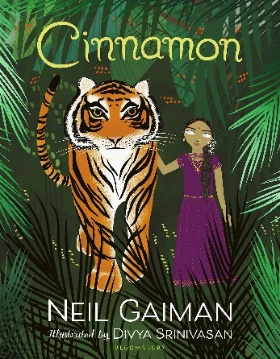 Cinnamon
NEIL GAIMAN
Illustrated by DIVYA SRINIVASAN
BLOOMSBURY